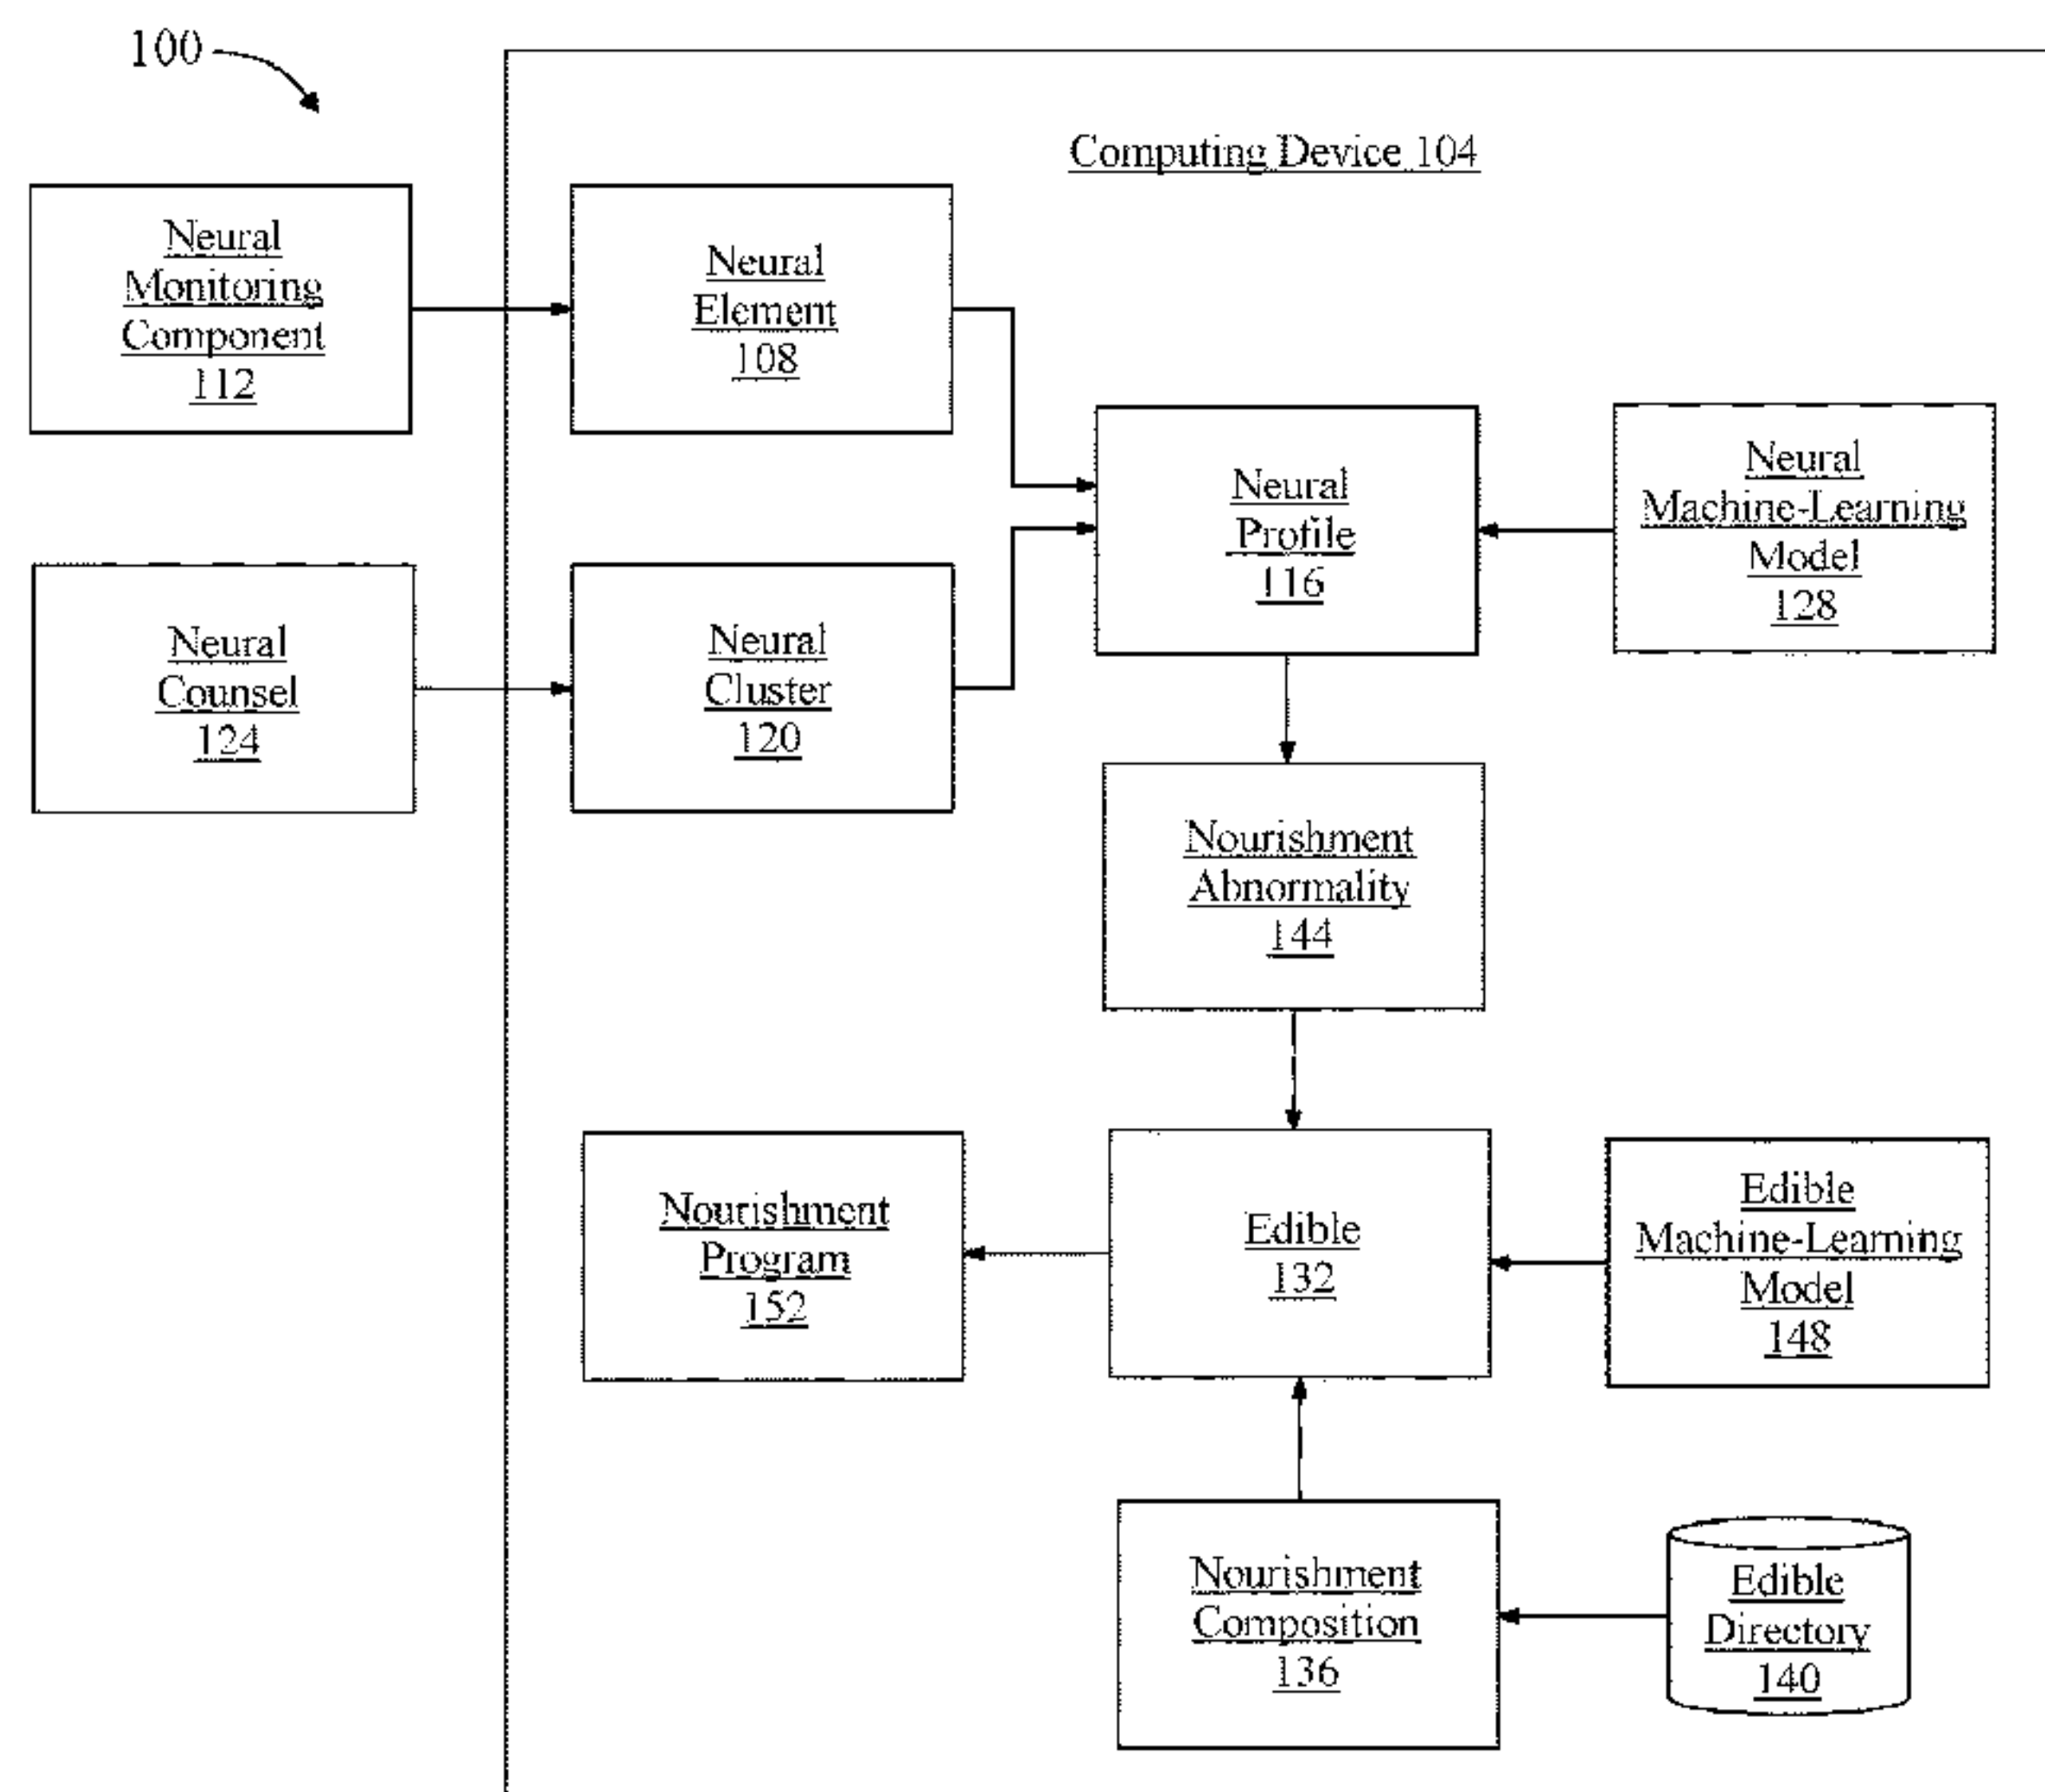 100
Computing Device 104
Neural
Monitoring
Component
112
Neural
Element
108
Neural
Profile
116
Neural
Machine-Learning
Model
128
Neural
Counsel
124
Neural
Cluster
120
Nourishment
Abnormality
144
Nourishment
Program
152
Edible
132
Edible
Machine-Learning
Model
148
Nourishment
Composition
136
Edible
Directory
140